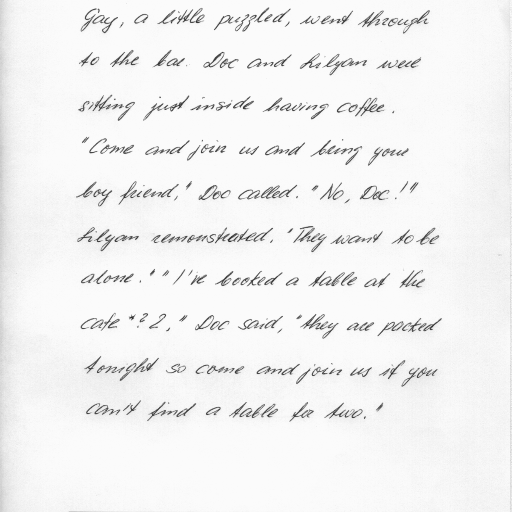 Gay, a little puzzled, went through
to the bar. Doc and Lilyan were
sitting just inside having coffee.
"Come and join us and being your
boy friend," Doc called. "No, Doc!"
Lilyan remonstrated. "They want to be
alone." "I've booked a table at the
cafe "?2," Doc said, "they are packed
tonight so come and join us if you
can't find a table for two."